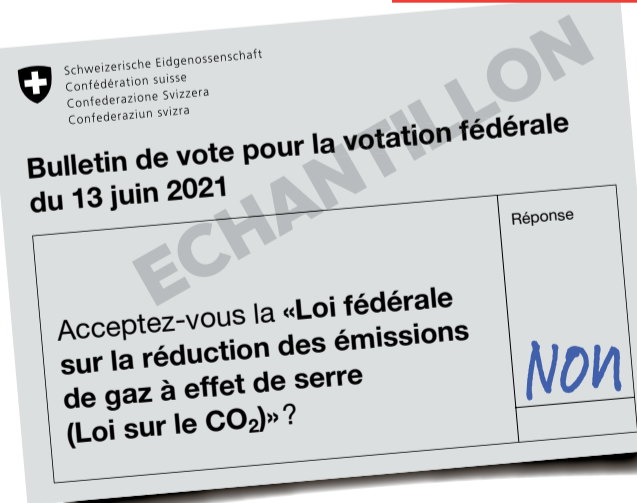 Schweizerische Eidgenossenschaft
Confédération suisse
Confederazione Svizzera
Confederaziun svizra
Bulletin de vote pour la votation fédérale
du 13 juin 2021
ECHANTILLON
Réponse
Acceptez-vous la «Loi fédérale
sur la réduction des émissions
de gaz à effet de serre
(Loi sur le CO₂)»?
NON